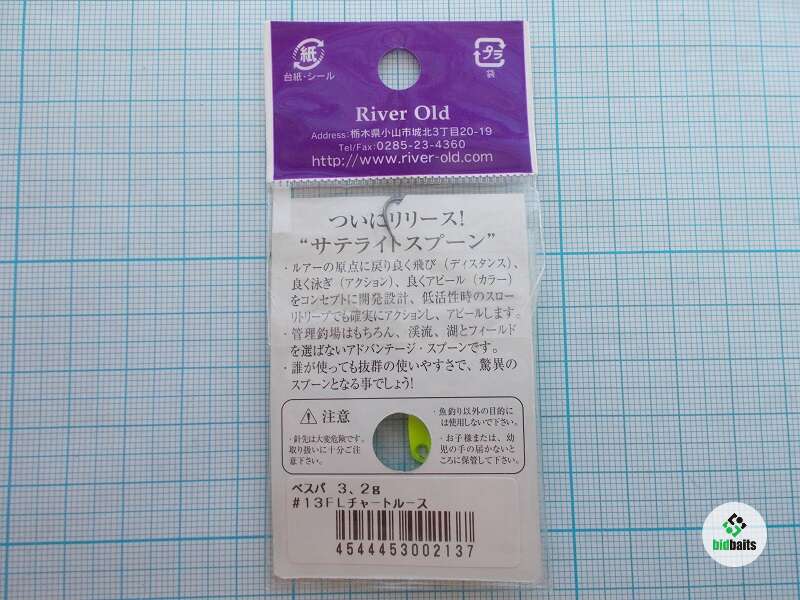 紙
台紙・シール
プラ
袋
River Old
Address:栃木県小山市城北3丁目20-19
Tel/Fax:0285-23-4360
http://www.river-old.com
ついにリリース!
“サテライトスプーン”
・ルアーの原点に戻り良く飛び（ディスタンス）、
良く泳ぎ（アクション）、良くアピール（カラー）
をコンセプトに開発設計、低活性時のスロー
リトリーブでも確実にアクションし、アピールします。
・管理釣場はもちろん、渓流、湖とフィールド
を選ばないアドバンテージ・スプーンです。
・誰が使っても抜群の使いやすさで、驚異の
スプーンとなる事でしょう!
注意
・針先は大変危険です。
取り扱いに十分ご注
意下さい。
・魚釣り以外の目的に
は使用しないで下さい。
・お子様または、幼
児の手の届かないと
ころに保管して下さい。
ベスパ 3、2g
#13FLチャートルース
4544453002137
bidbaits